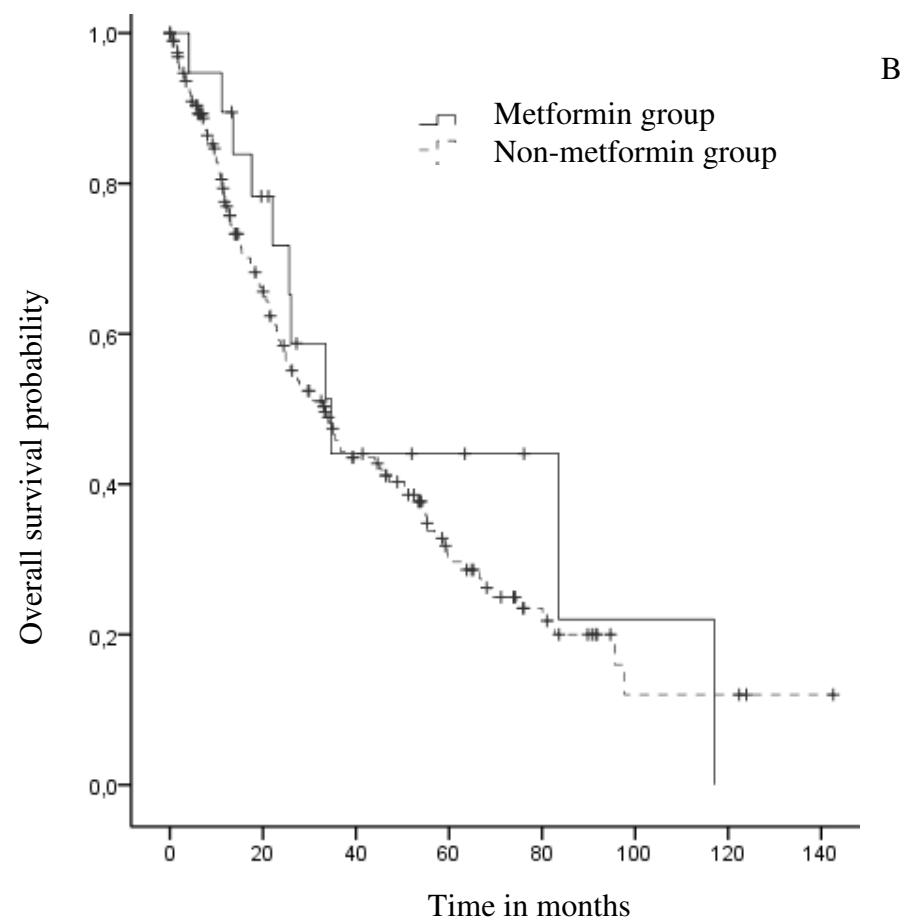 B
Metformin group
Non-metformin group
Overall survival probability
1,0
0,8
0,6
0,4
0,2
0,0
0 20 40 60 80 100 120 140
Time in months